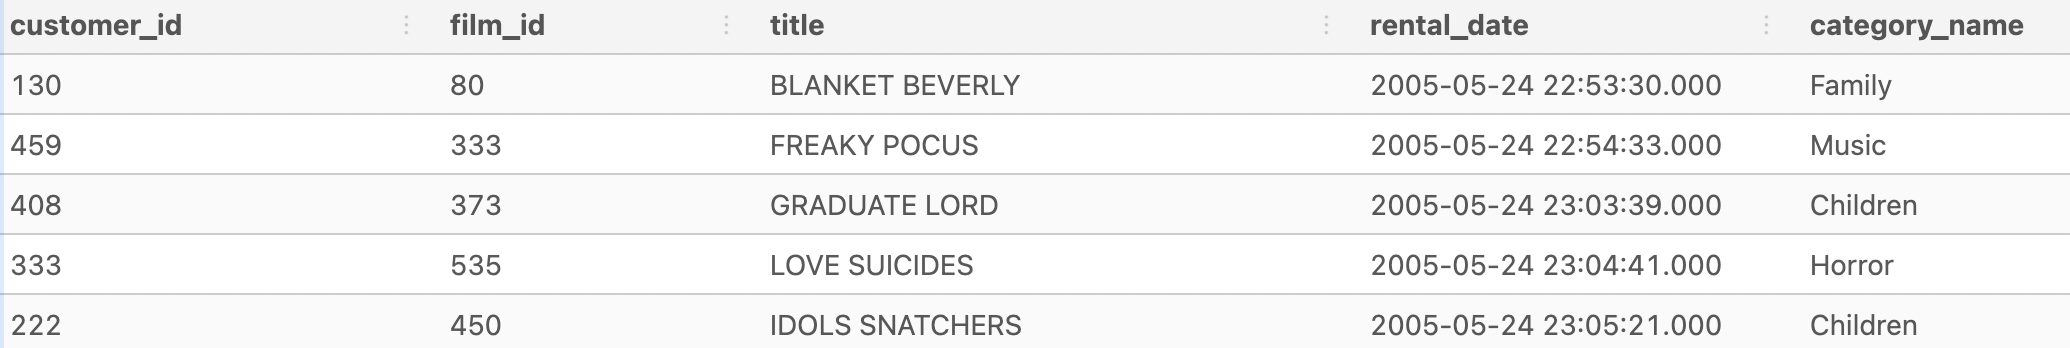 customer_id film_id title rental_date category_name
130 80 BLANKET BEVERLY 2005-05-24 22:53:30.000 Family
459 333 FREAKY POCUS 2005-05-24 22:54:33.000 Music
408 373 GRADUATE LORD 2005-05-24 23:03:39.000 Children
333 535 LOVE SUICIDES 2005-05-24 23:04:41.000 Horror
222 450 IDOLS SNATCHERS 2005-05-24 23:05:21.000 Children